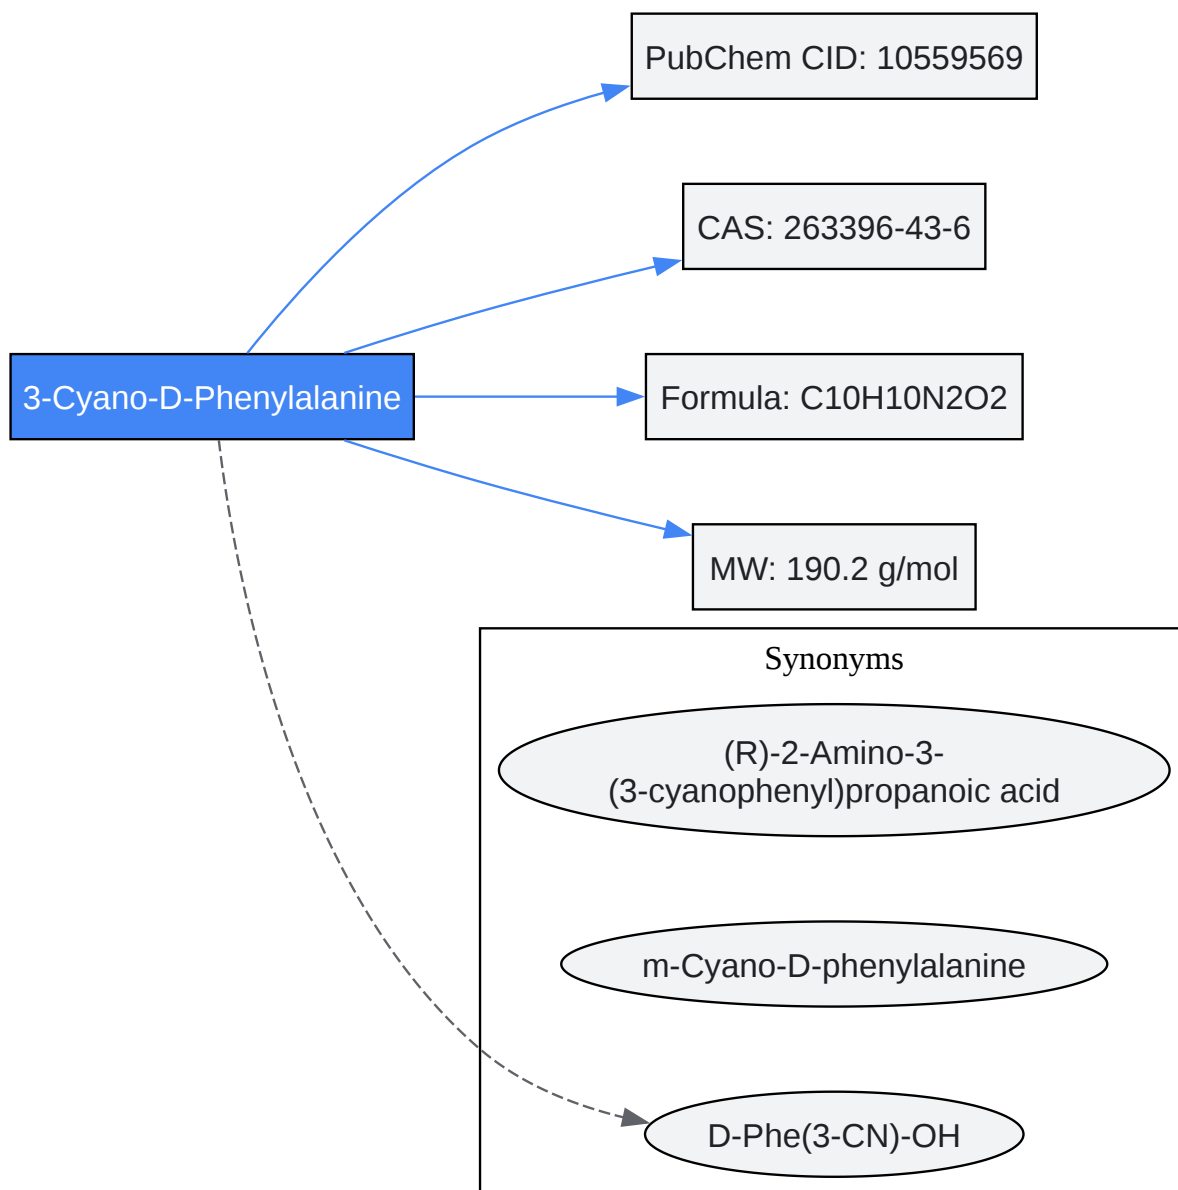 PubChem CID: 10559569
CAS: 263396-43-6
3-Cyano-D-Phenylalanine
Formula: C10H10N2O2
MW: 190.2 g/mol
Synonyms
(R)-2-Amino-3-
(3-cyanophenyl)propanoic acid
m-Cyano-D-phenylalanine
D-Phe(3-CN)-OH